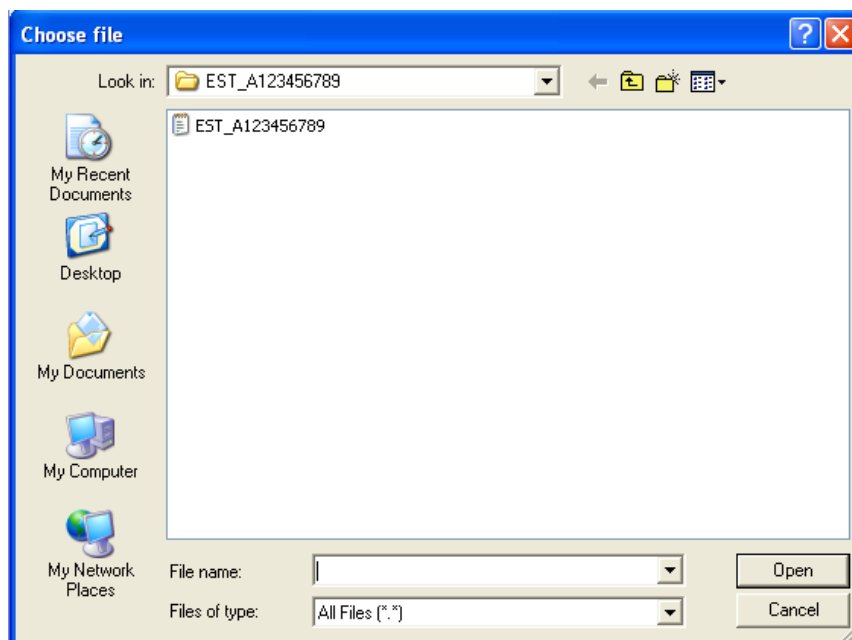 Choose file
Look in:
EST_A123456789
EST_A123456789
My Recent
Documents
Desktop
My Documents
My Computer
My Network
Places
File name:
Open
Files of type:
All Files (*.*)
Cancel